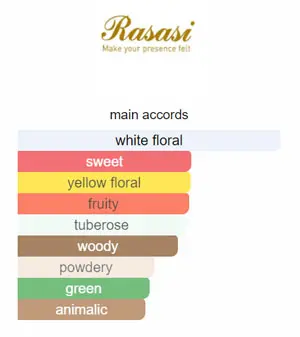 Rasasi
Make your presence felt
main accords
white floral
sweet
yellow floral
fruity
tuberose
woody
powdery
green
animalic